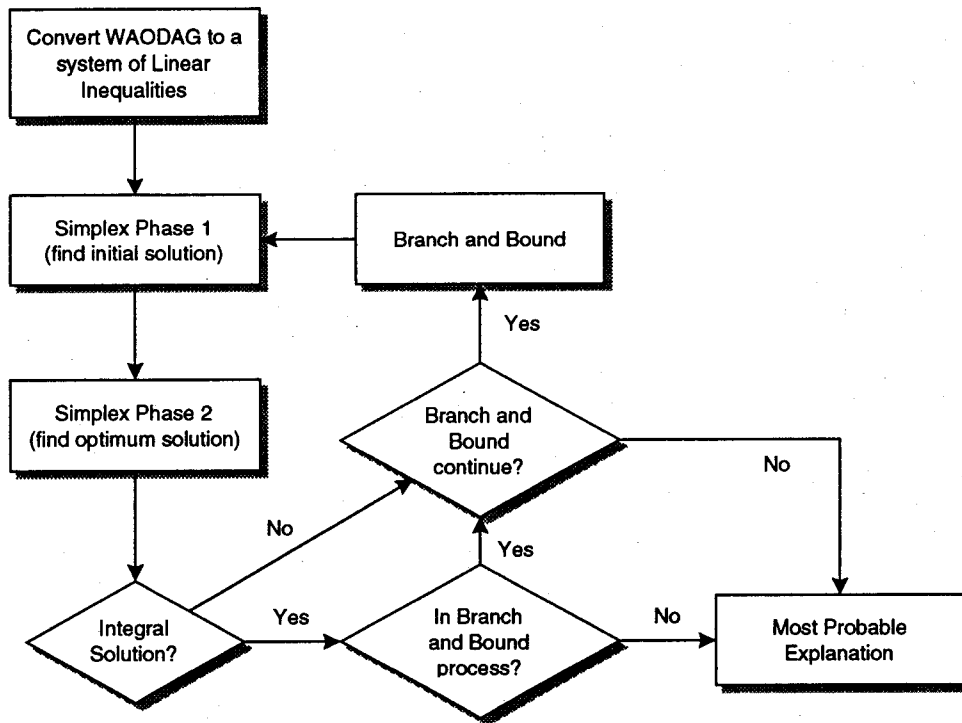 Convert WAODAG to a
system of Linear
Inequalities
Simplex Phase 1
(find initial solution)
Branch and Bound
Yes
Simplex Phase 2
(find optimum solution)
Branch and
Bound
continue?
No
No
Yes
Integral
Solution?
Yes
In Branch
and Bound
process?
No
Most Probable
Explanation